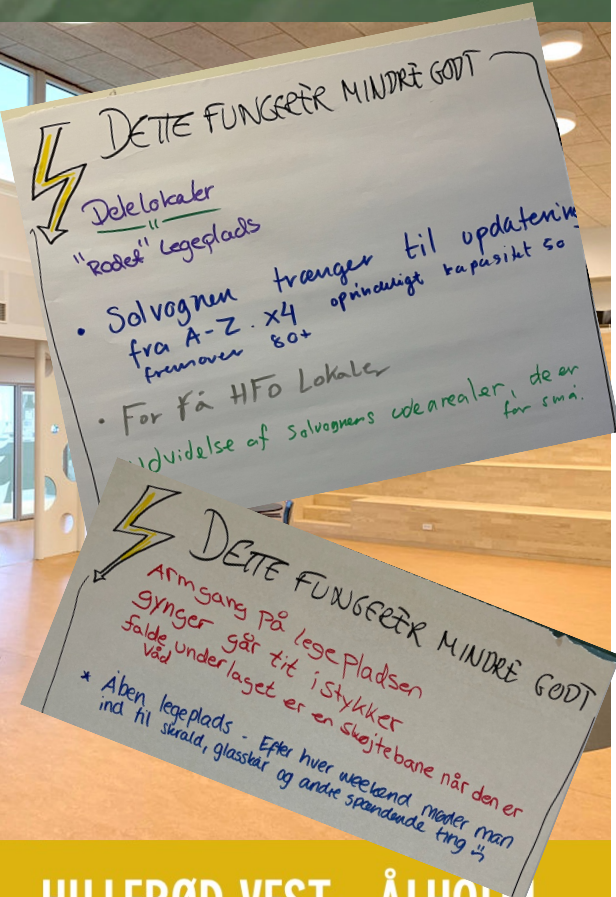 DETTE FUNGERER MINDRE GODT
Delelokaler
"Rodet" Legeplads
• Solvognen trænger til opdatering
fra A-Z. x4 oprindeligt kapasitet 50
fremover 80+
• For få HFO Lokaler
udvidelse af solvognens udearealer, de er
for små.
DETTE FUNGERER MINDRE GODT
Armgang på legepladsen
gynger går tit i stykker
falde underlaget er en skøjtebane når den er
våd
* Åben legeplads - Efter hver weekend møder man
ind til skrald, glasskår og andre spændende ting
HILLERØD VEST